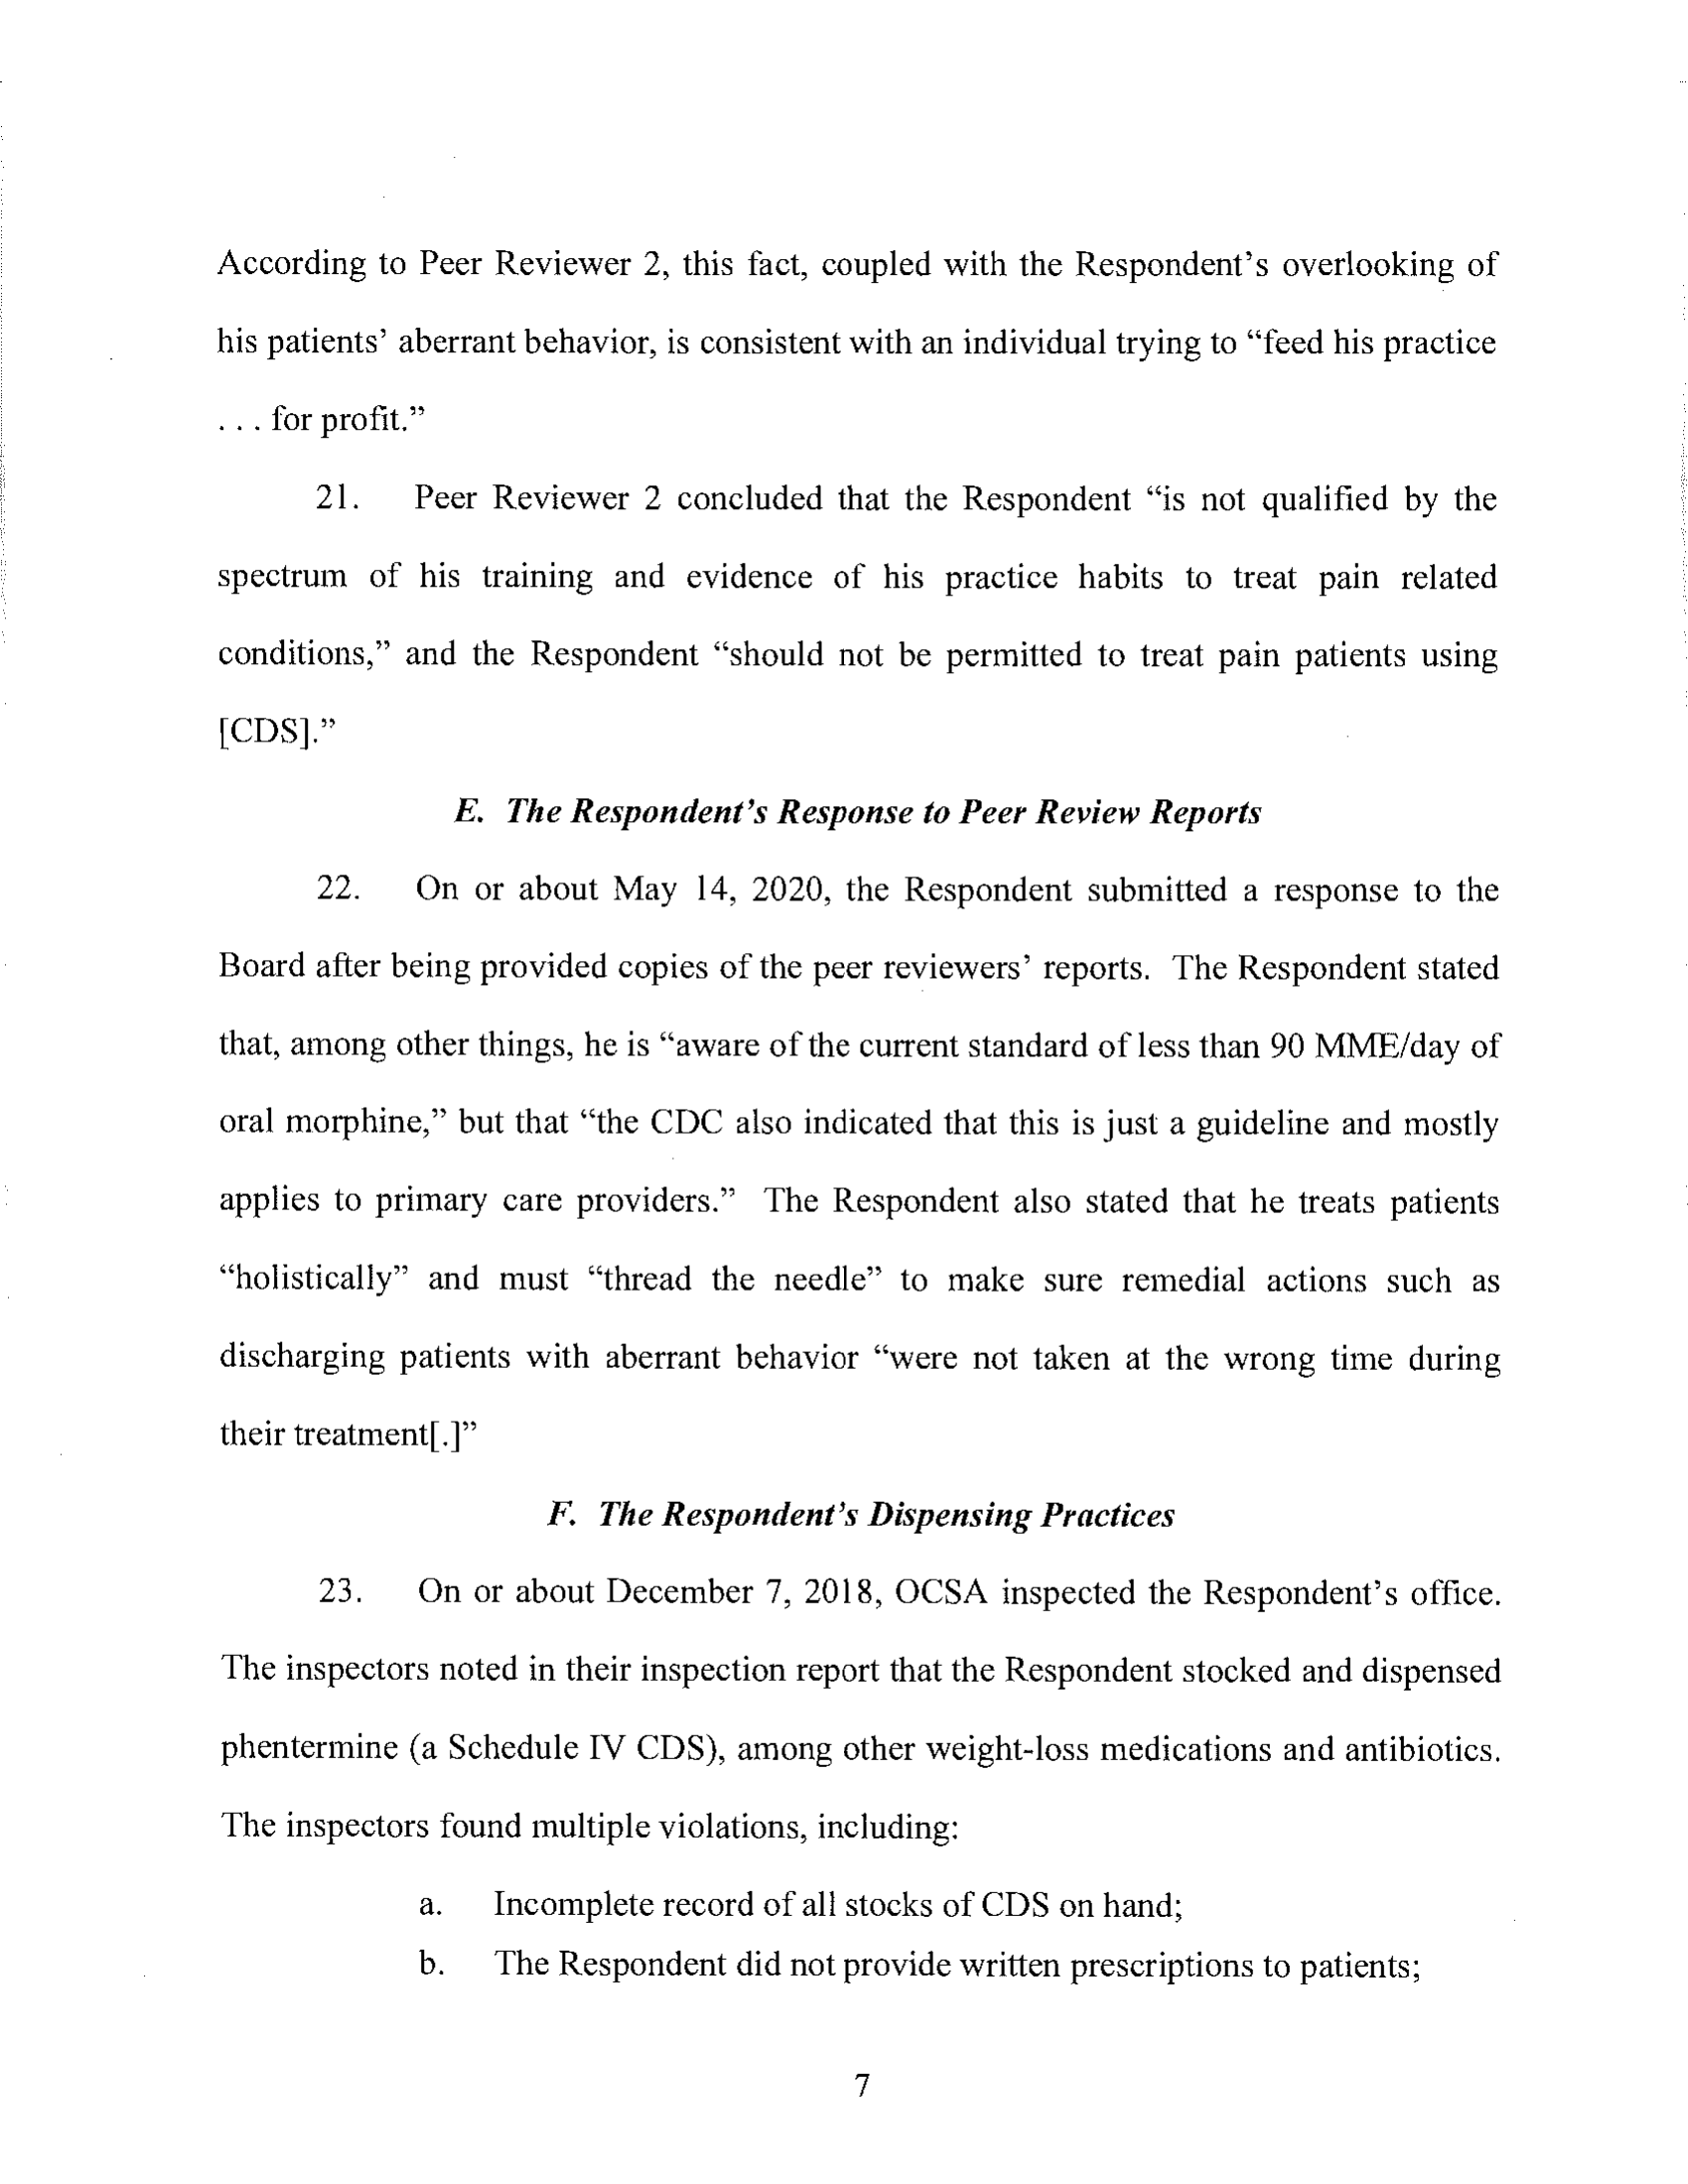 According to Peer Reviewer 2, this fact, coupled with the Respondent's overlooking of
his patients' aberrant behavior, is consistent with an individual trying to “feed his practice
. . . for profit.”
21. Peer Reviewer 2 concluded that the Respondent “is not qualified by the
spectrum of his training and evidence of his practice habits to treat pain related
conditions,” and the Respondent “should not be permitted to treat pain patients using
[CDS].”
E. The Respondent's Response to Peer Review Reports
22. On or about May 14, 2020, the Respondent submitted a response to the
Board after being provided copies of the peer reviewers' reports. The Respondent stated
that, among other things, he is “aware of the current standard of less than 90 MME/day of
oral morphine,” but that “the CDC also indicated that this is just a guideline and mostly
applies to primary care providers.” The Respondent also stated that he treats patients
“holistically” and must “thread the needle” to make sure remedial actions such as
discharging patients with aberrant behavior “were not taken at the wrong time during
their treatment[.]”
F. The Respondent's Dispensing Practices
23. On or about December 7, 2018, OCSA inspected the Respondent's office.
The inspectors noted in their inspection report that the Respondent stocked and dispensed
phentermine (a Schedule IV CDS), among other weight-loss medications and antibiotics.
The inspectors found multiple violations, including:
a. Incomplete record of all stocks of CDS on hand;
b. The Respondent did not provide written prescriptions to patients;
7